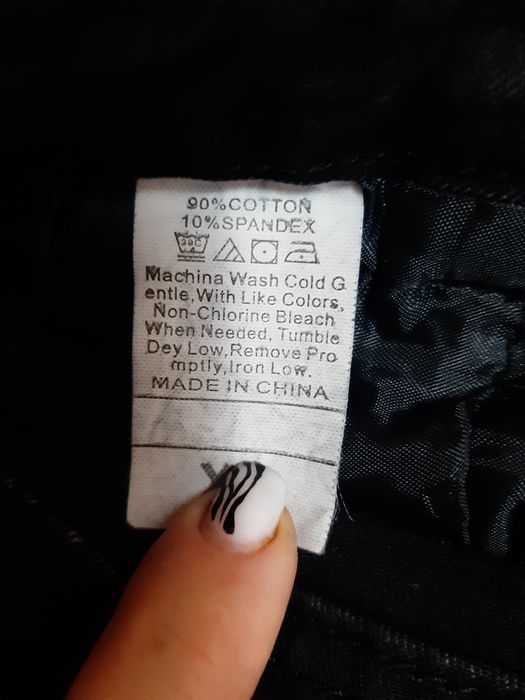 90%COTTON
10%SPANDEX
30C
Machina Wash Cold G
entle,With Like Colors,
Non-Chlorine Bleach
When Needed, Tumble
Dey Low,Remove Pro
mptly,Iron Low.
MADE IN CHINA